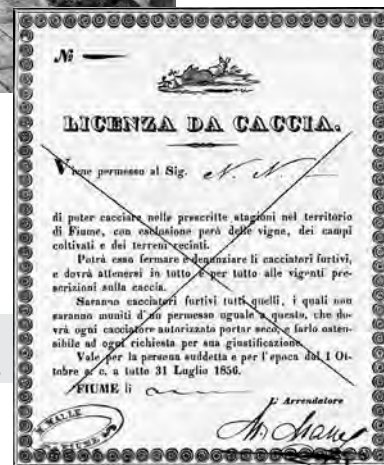 No
LICENZA DA CACCIA.
Viene permesso al Sig. N. N.
di poter cacciare nelle prescritte stagioni nel territorio
di Fiume, con esclusione però delle vigne, dei campi
coltivati e dei terreni recinti.
Potrà esso fermare e denunziare li cacciatori furtivi,
e dovrà attenersi in tutto e per tutto alle vigenti pre-
scrizioni sulla caccia.
Saranno cacciatori furtivi tutti quelli, i quali non
saranno muniti d'un permesso uguale a questo, che do-
vrà ogni cacciatore autorizzato portar seco, e farlo osten-
sibile ad ogni richiesta per sua giustificazione.
Vale per la persona suddetta e per l'epoca dal 1 Ot-
tobre a. c. a tutto 31 Luglio 1856.
FIUME li
L' Arrendatore
MALLE
FIUME